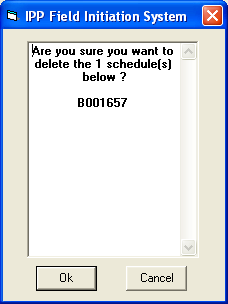 IPP Field Initiation System
Are you sure you want to
delete the 1 schedule(s)
below ?
B001657
Ok
Cancel